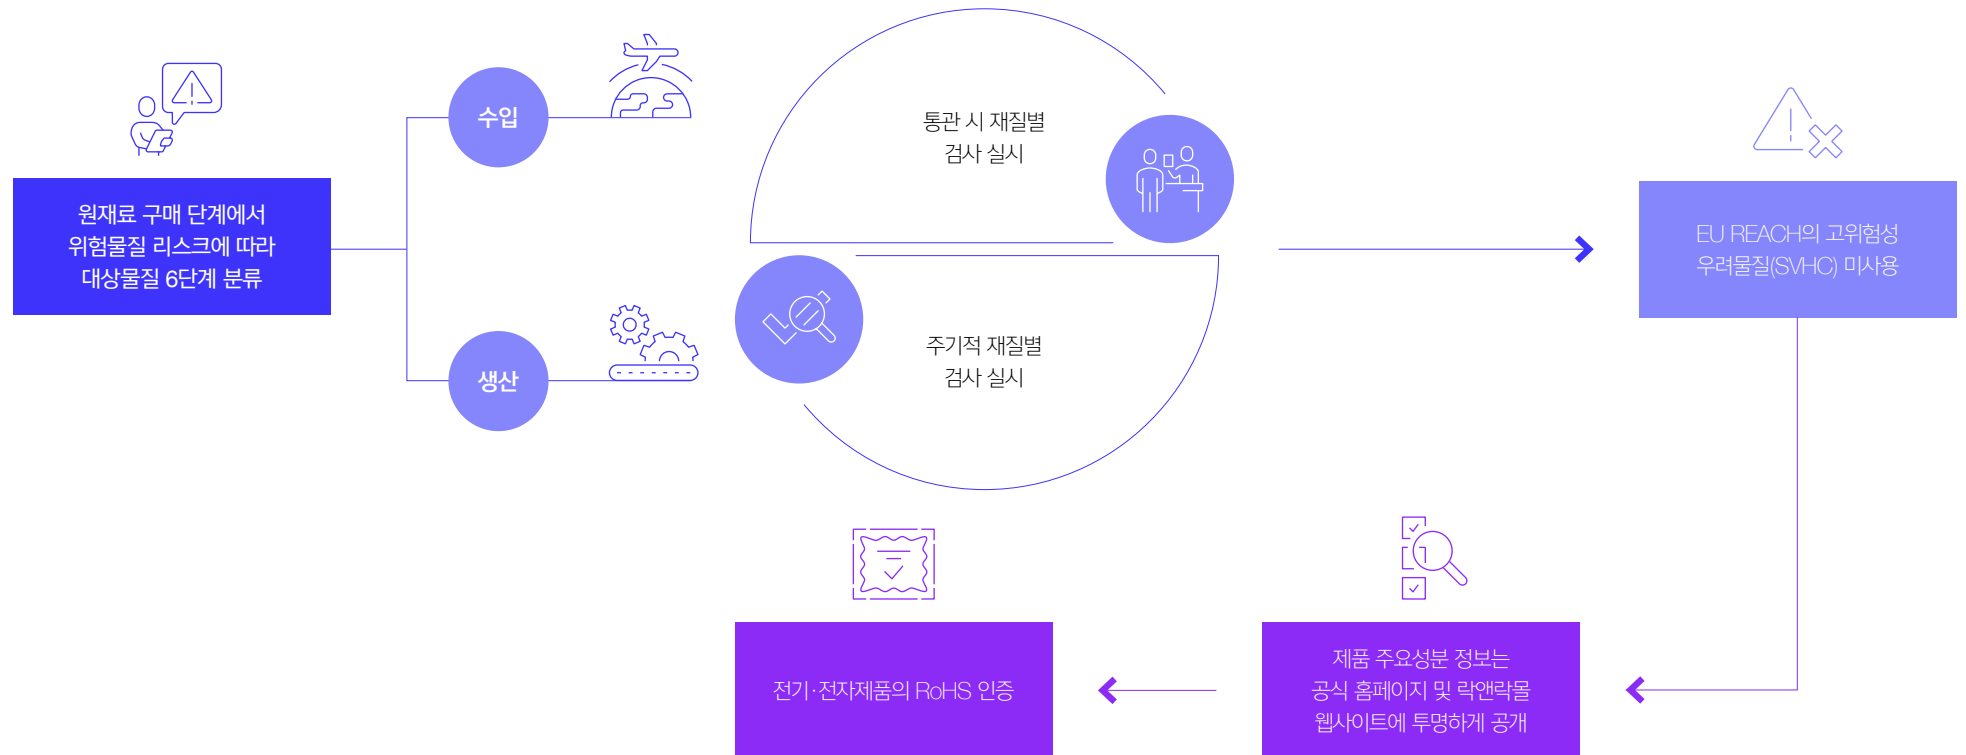 원재료 구매 단계에서
위험물질 리스크에 따라
대상물질 6단계 분류
수입
생산
통관 시 재질별
검사 실시
주기적 재질별
검사 실시
EU REACH의 고위험성
우려물질(SVHC) 미사용
제품 주요성분 정보는
공식 홈페이지 및 락앤락몰
웹사이트에 투명하게 공개
전기·전자제품의 RoHS 인증